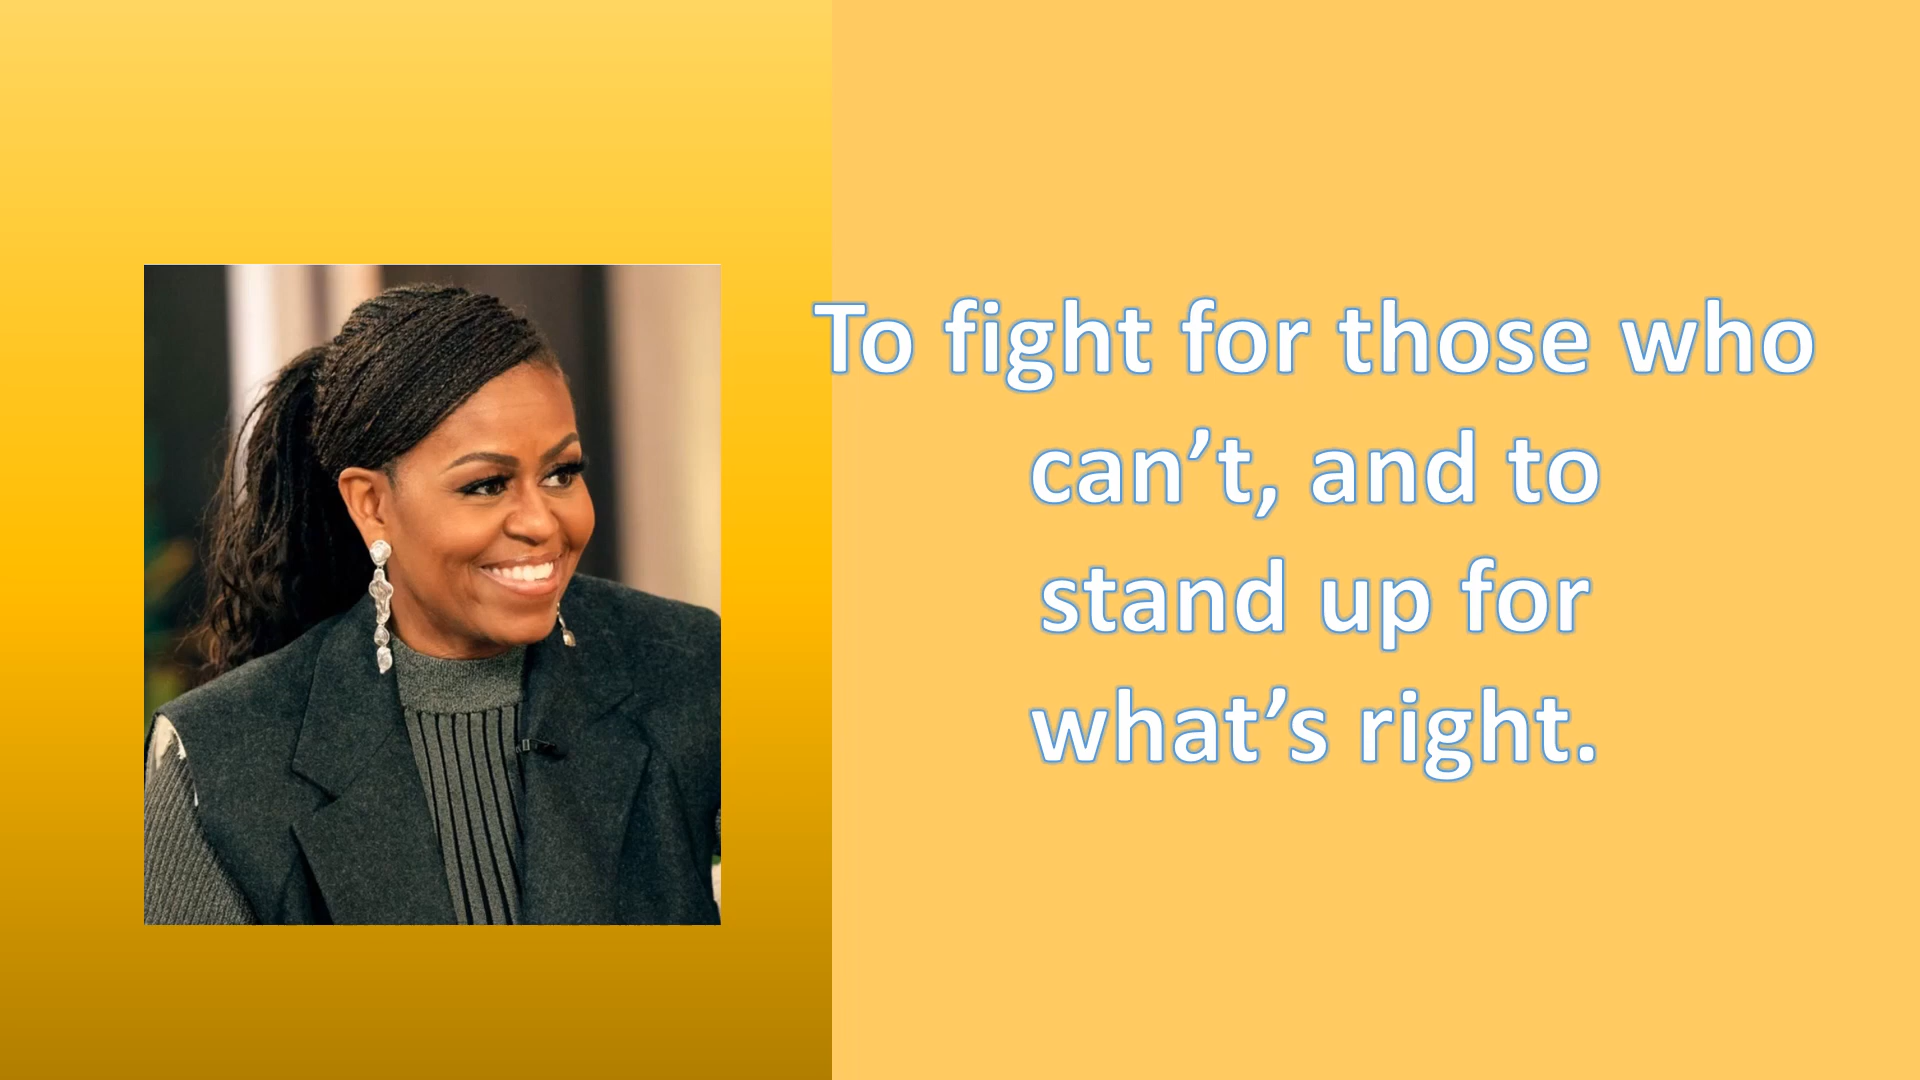 To fight for those who
can’t, and to
stand up for
what’s right.